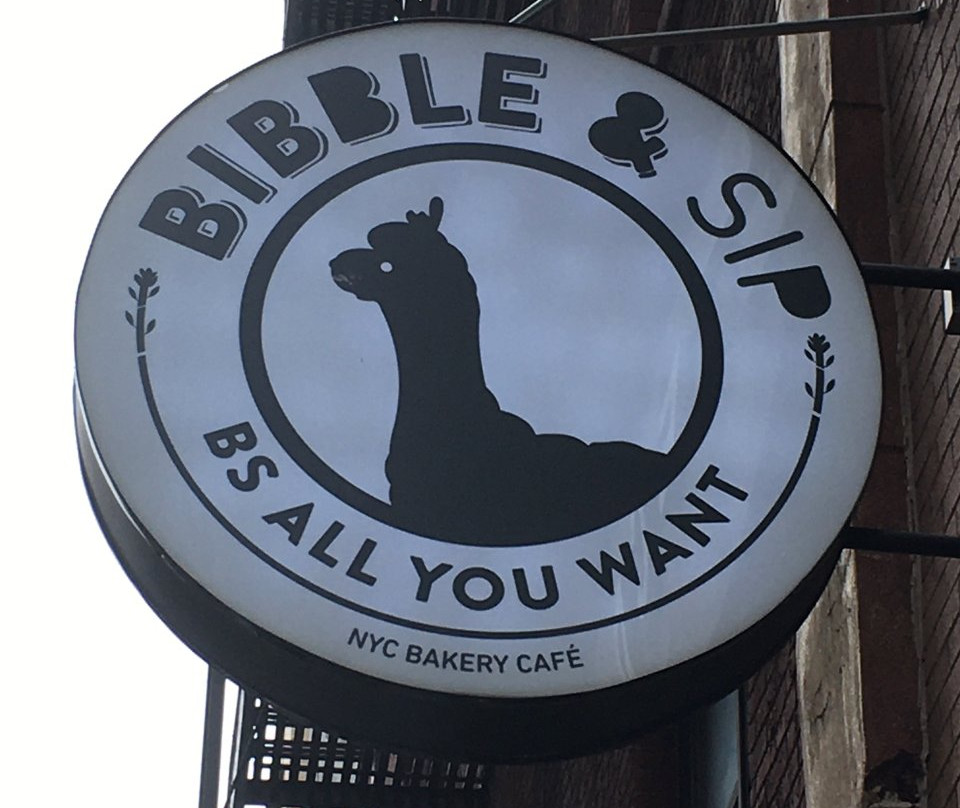 BIBBLE & SIP
BS ALL YOU WANT
NYC BAKERY CAFÉ